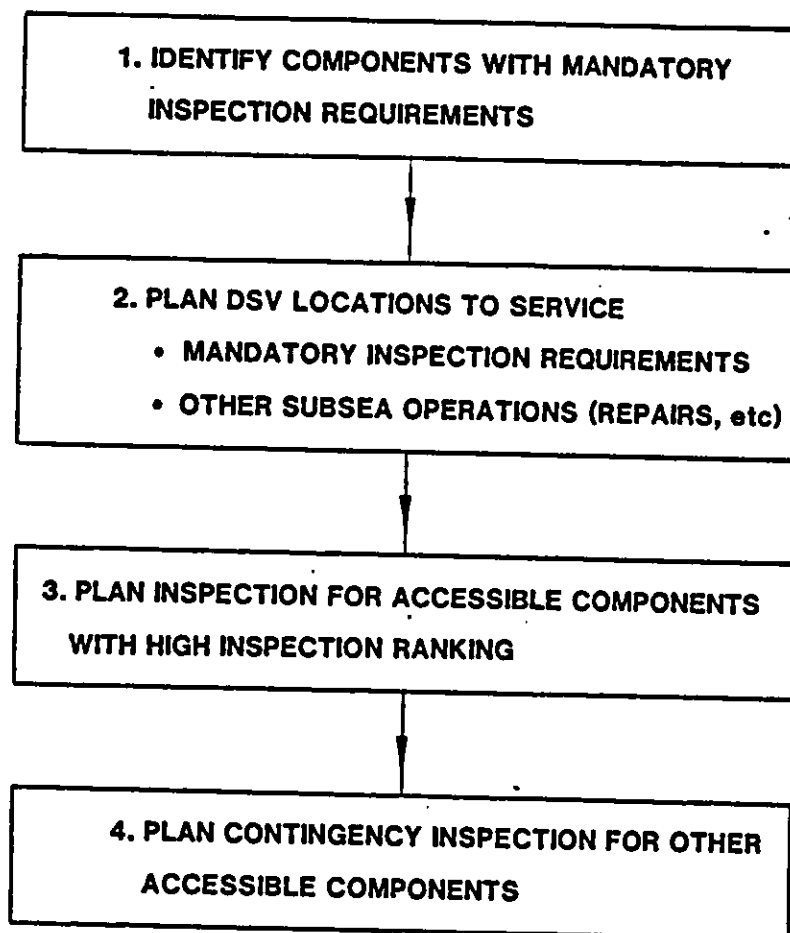 1. IDENTIFY COMPONENTS WITH MANDATORY
INSPECTION REQUIREMENTS
2. PLAN DSV LOCATIONS TO SERVICE
• MANDATORY INSPECTION REQUIREMENTS
• OTHER SUBSEA OPERATIONS (REPAIRS, etc)
3. PLAN INSPECTION FOR ACCESSIBLE COMPONENTS
WITH HIGH INSPECTION RANKING
4. PLAN CONTINGENCY INSPECTION FOR OTHER
ACCESSIBLE COMPONENTS